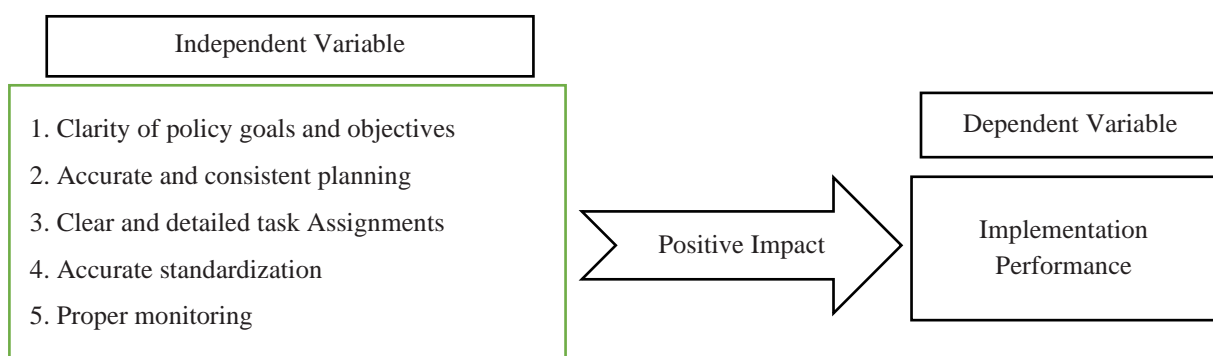 Independent Variable
1. Clarity of policy goals and objectives
2. Accurate and consistent planning
3. Clear and detailed task Assignments
4. Accurate standardization
5. Proper monitoring
Positive Impact
Dependent Variable
Implementation
Performance